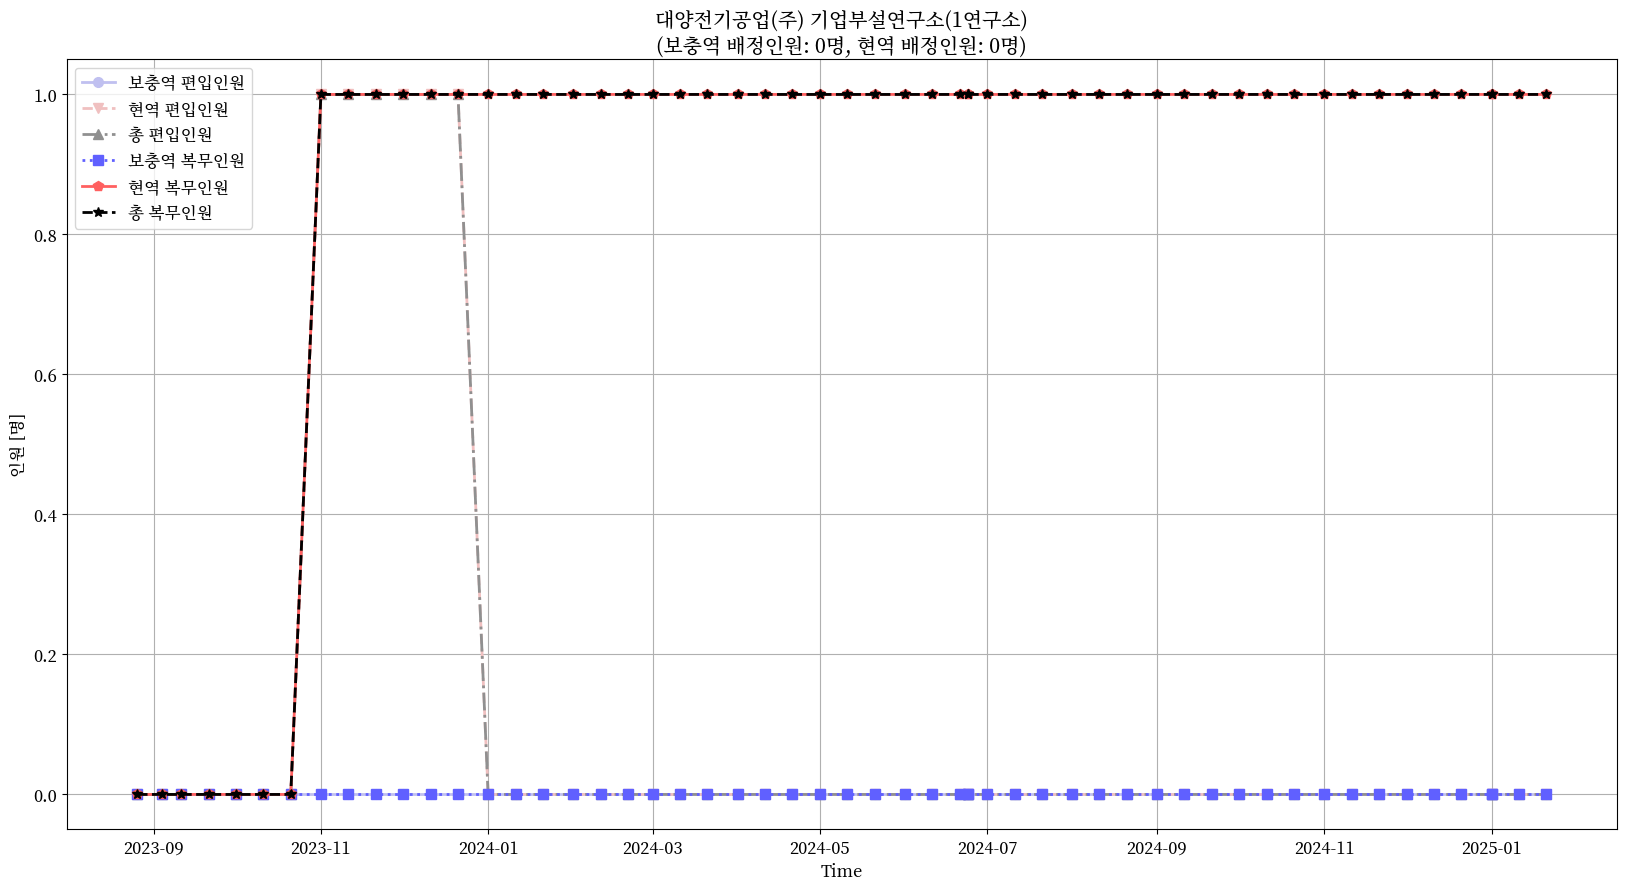 대양전기공업(주) 기업부설연구소(1연구소)
(보충역 배정인원: 0명, 현역 배정인원: 0명)
보충역 편입인원
현역 편입인원
총 편입인원
보충역 복무인원
현역 복무인원
총 복무인원
인원 [명]
1.0
0.8
0.6
0.4
0.2
0.0
2023-09
2023-11
2024-01
2024-03
2024-05
2024-07
2024-09
2024-11
2025-01
Time